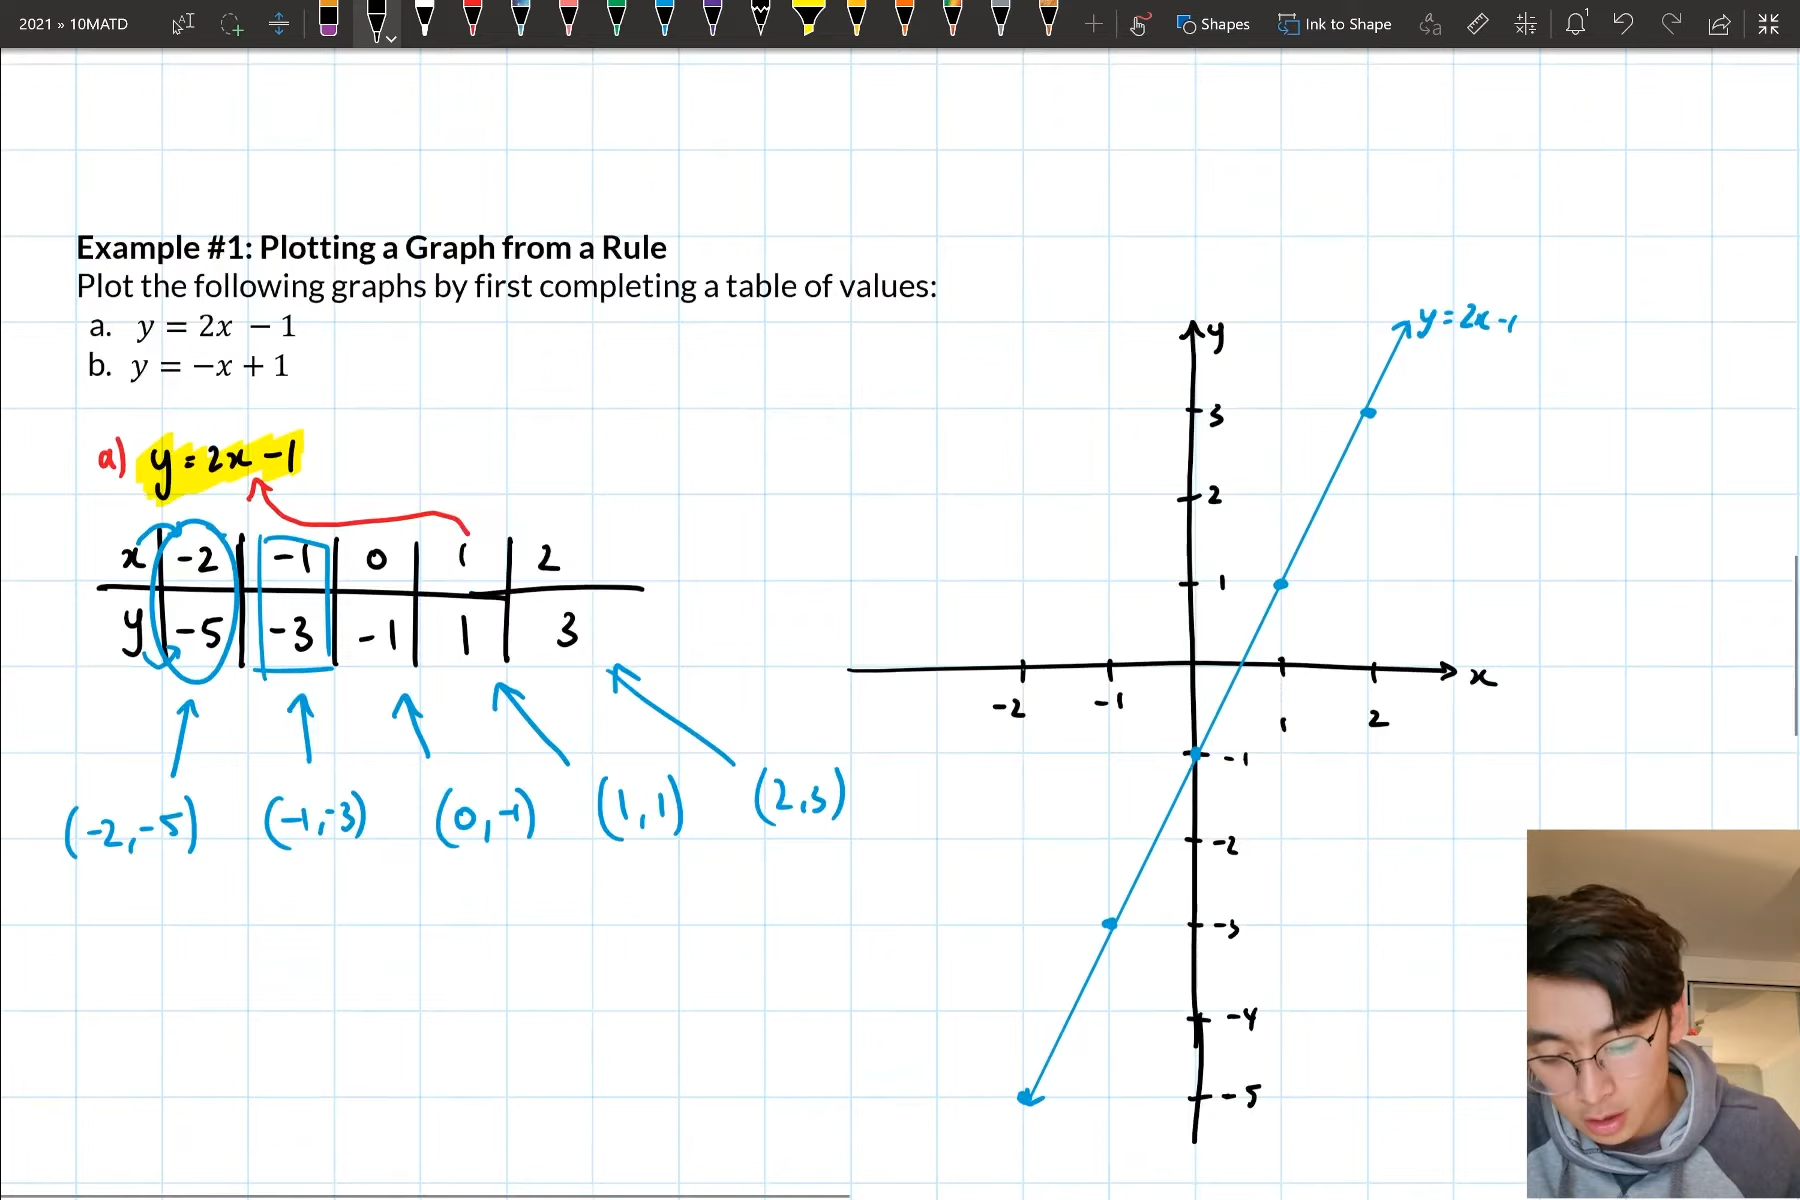 2021 » 10MATD
Shapes
Ink to Shape
1
Example #1: Plotting a Graph from a Rule
Plot the following graphs by first completing a table of values:
a. y = 2x − 1
b. y = −x + 1
a) y = 2x − 1
x -2 -1 0 1 2
y -5 -3 -1 1 3
(-2,-5) (-1,-3) (0,-1) (1,1) (2,3)
y = 2x - 1
y
3
2
1
x
-2 -1 1 2
-1
-2
-3
-4
-5